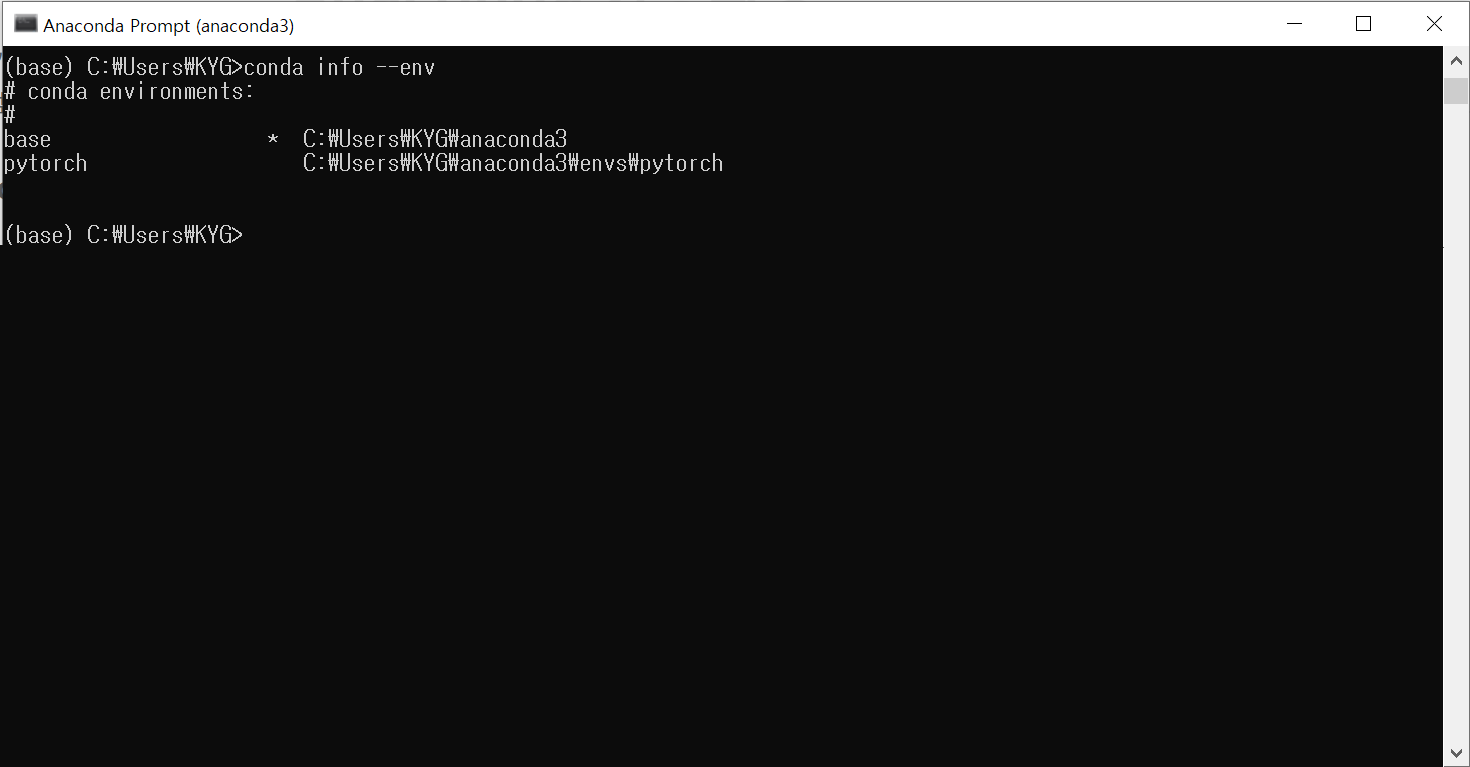 Anaconda Prompt (anaconda3)
(base) C:₩Users₩KYG>conda info --env
# conda environments:
#
base                  *  C:₩Users₩KYG₩anaconda3
pytorch                  C:₩Users₩KYG₩anaconda3₩envs₩pytorch
(base) C:₩Users₩KYG>